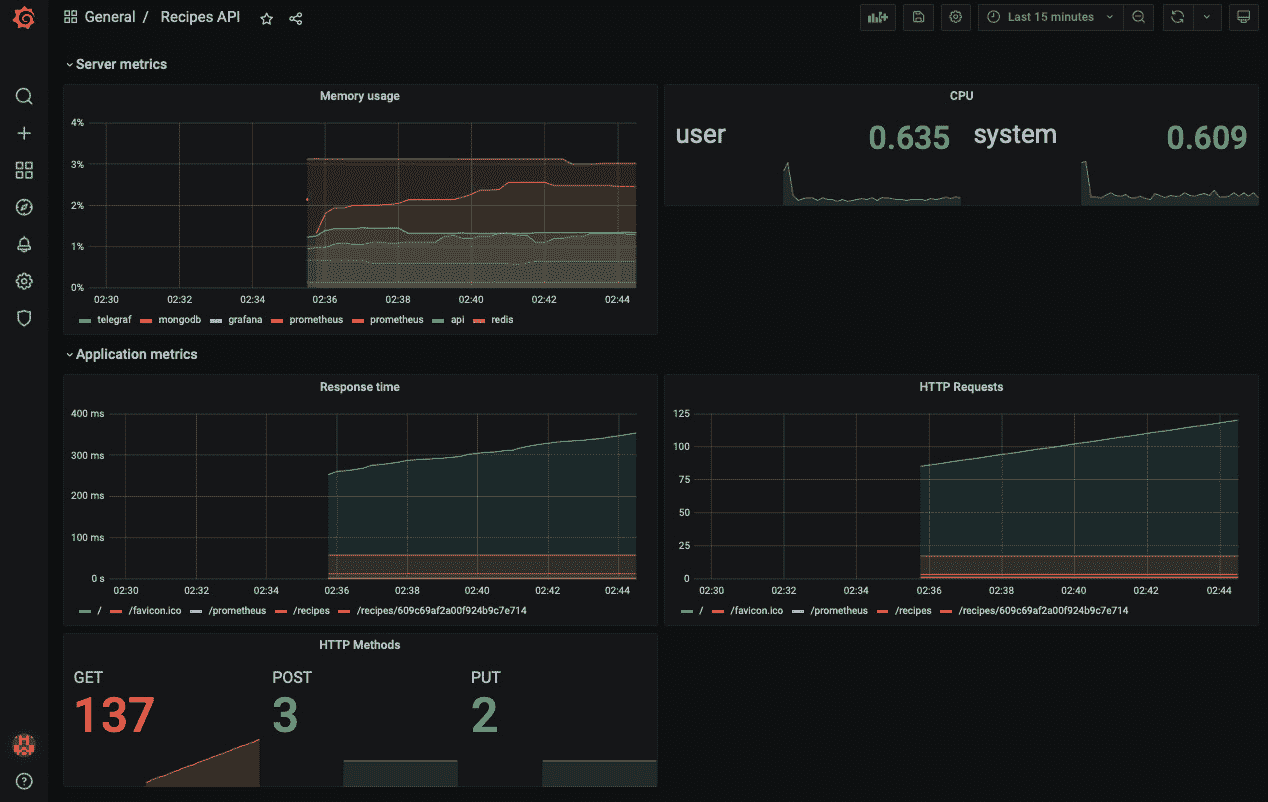 General / Recipes API
Last 15 minutes
Server metrics
Memory usage
4%
3%
2%
1%
0%
02:30 02:32 02:34 02:36 02:38 02:40 02:42 02:44
telegraf mongodb grafana prometheus prometheus api redis
CPU
user 0.635 system 0.609
Application metrics
Response time
400 ms
300 ms
200 ms
100 ms
0 s
02:30 02:32 02:34 02:36 02:38 02:40 02:42 02:44
/ /favicon.ico /prometheus /recipes /recipes/609c69af2a00f924b9c7e714
HTTP Requests
125
100
75
50
25
0
02:30 02:32 02:34 02:36 02:38 02:40 02:42 02:44
/ /favicon.ico /prometheus /recipes /recipes/609c69af2a00f924b9c7e714
HTTP Methods
GET POST PUT
137 3 2